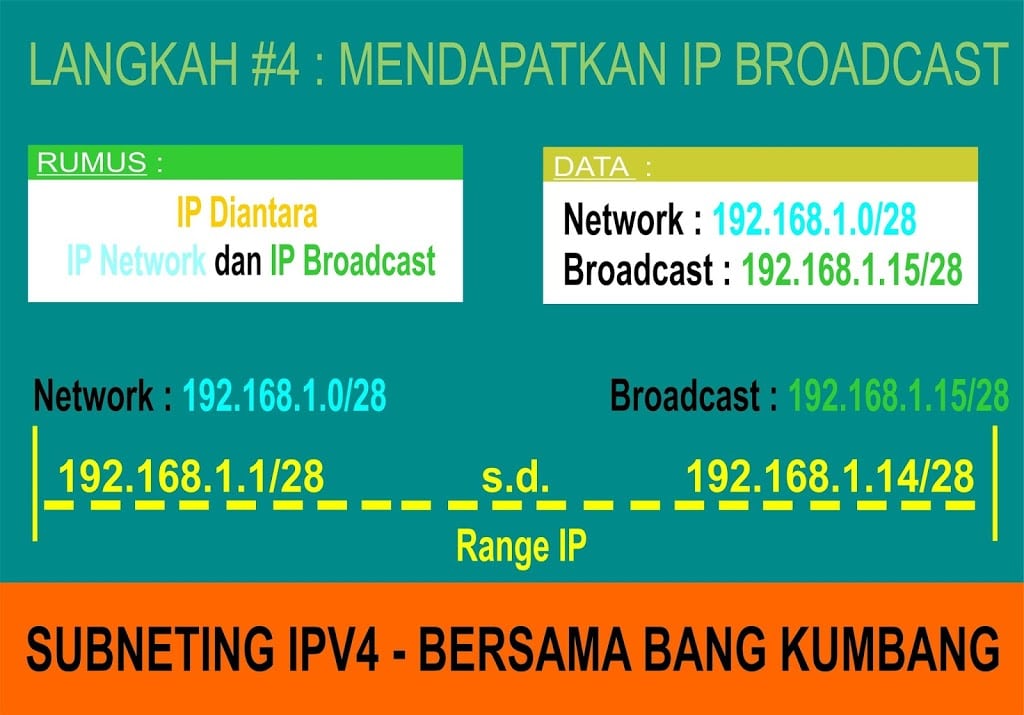 LANGKAH #4 : MENDAPATKAN IP BROADCAST
RUMUS :
IP Diantara
IP Network dan IP Broadcast
DATA :
Network : 192.168.1.0/28
Broadcast : 192.168.1.15/28
Network : 192.168.1.0/28
Broadcast : 192.168.1.15/28
192.168.1.1/28 s.d. 192.168.1.14/28
Range IP
SUBNETING IPV4 - BERSAMA BANG KUMBANG